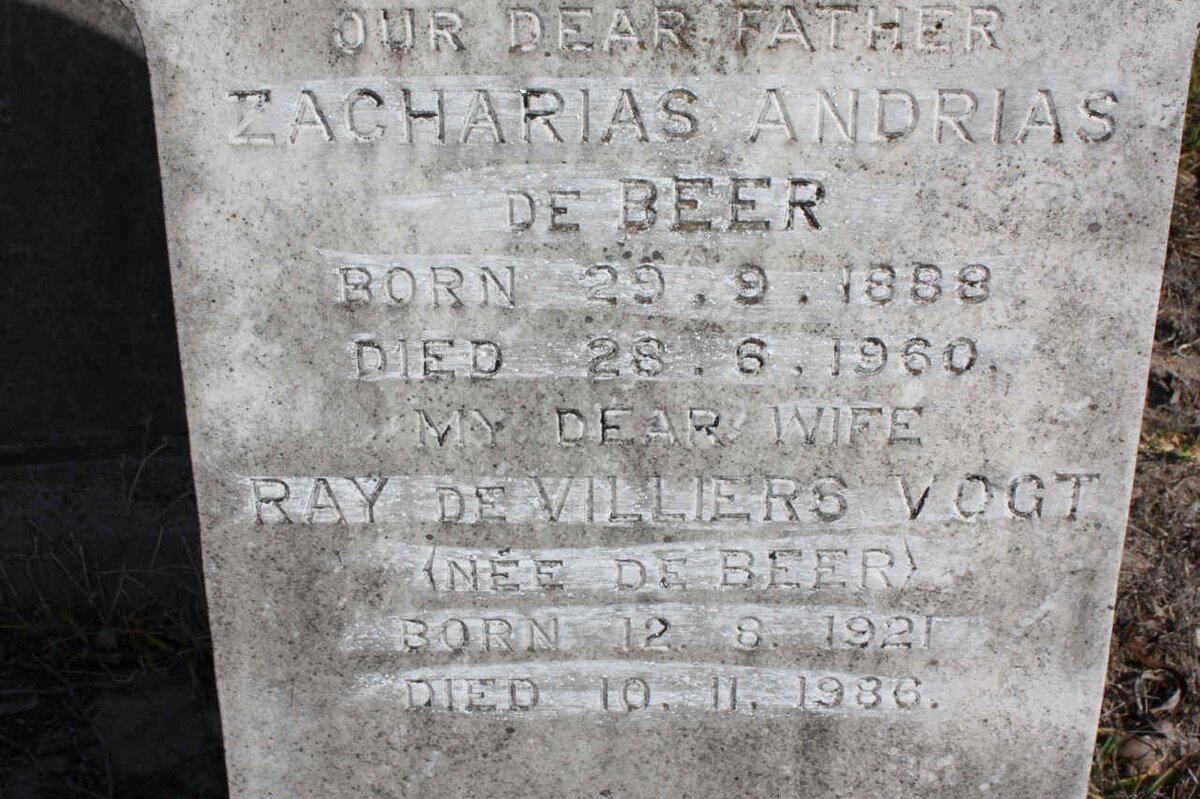 OUR DEAR FATHER
ZACHARIAS ANDRIAS
DE BEER
BORN 29.9.1888
DIED 28.6.1960.
MY DEAR WIFE
RAY DE VILLIERS VOGT
(NÉE DE BEER)
BORN 12.8.1921
DIED 10.11.1986.